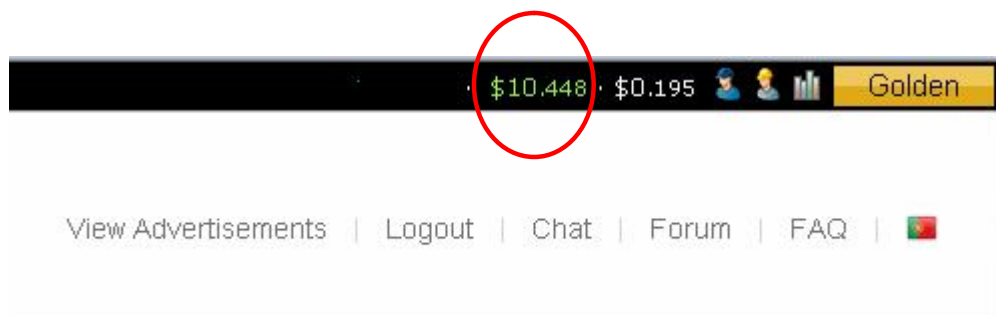 · $10.448 · $0.195 Golden
View Advertisements | Logout | Chat | Forum | FAQ |